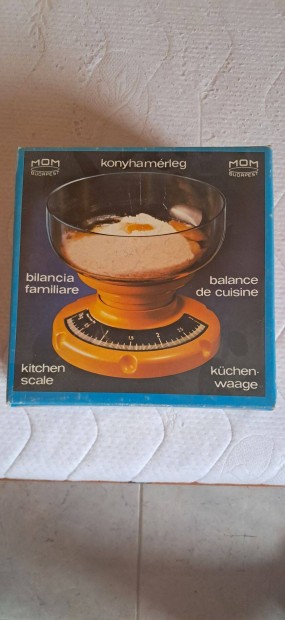 MOM
BUDAPEST
konyhamérleg
MOM
BUDAPEST
bilancia
familiare
balance
de cuisine
kitchen
scale
küchen-
waage